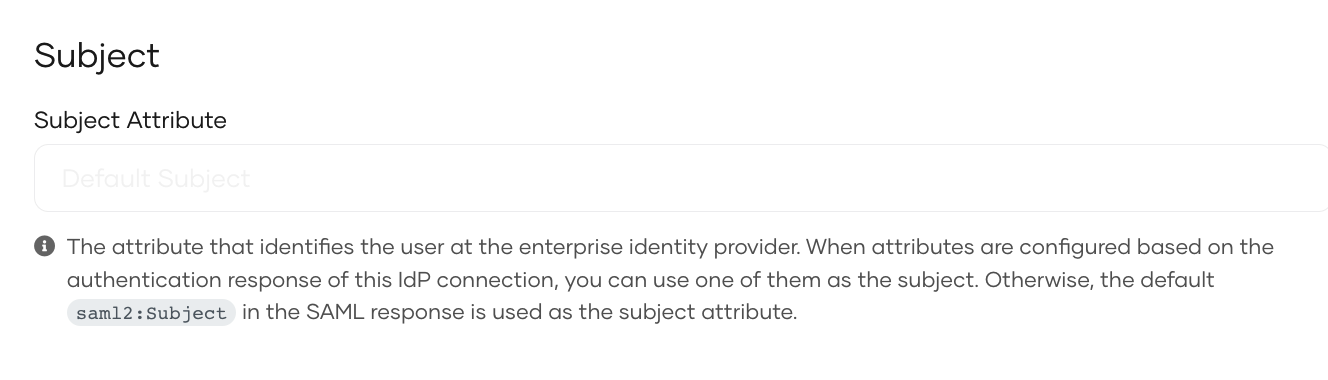 Subject
Subject Attribute
Default Subject
The attribute that identifies the user at the enterprise identity provider. When attributes are configured based on the
authentication response of this IdP connection, you can use one of them as the subject. Otherwise, the default
saml2:Subject in the SAML response is used as the subject attribute.